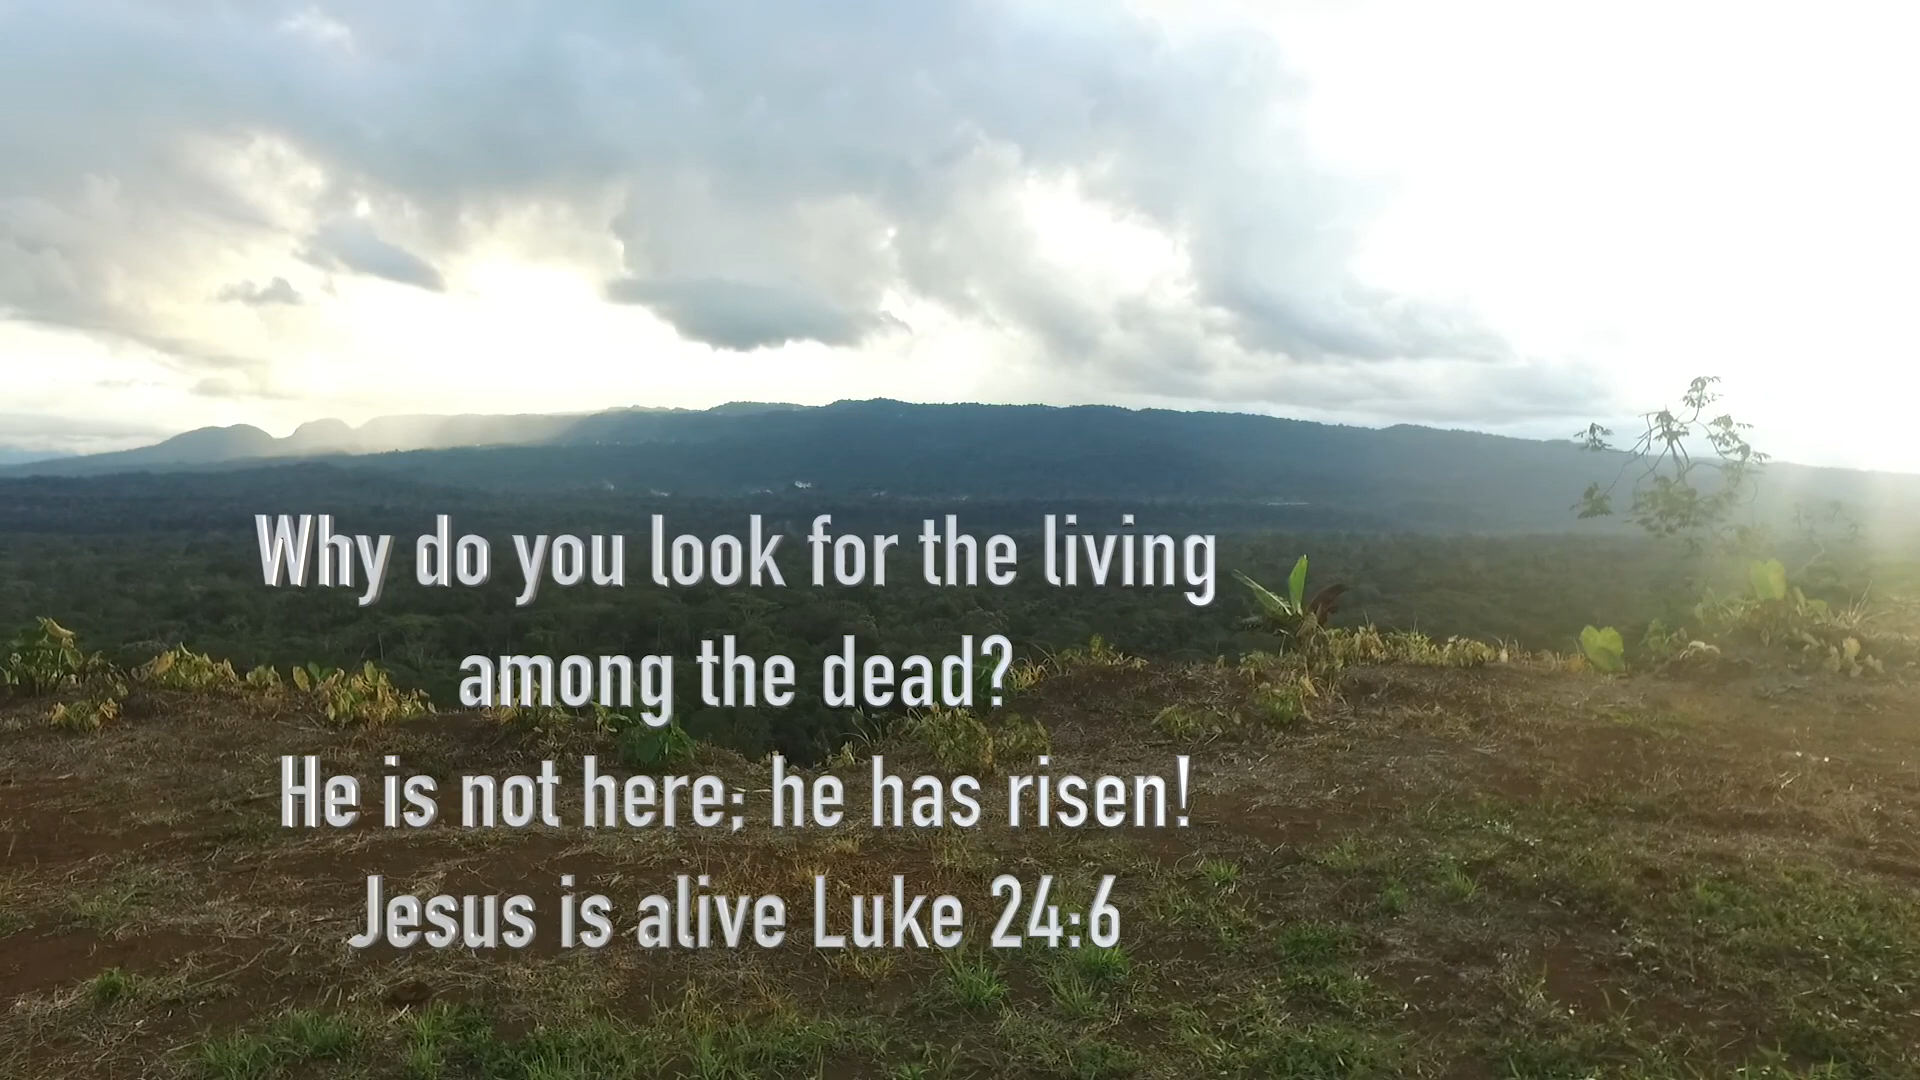 Why do you look for the living
among the dead?
He is not here; he has risen!
Jesus is alive Luke 24:6